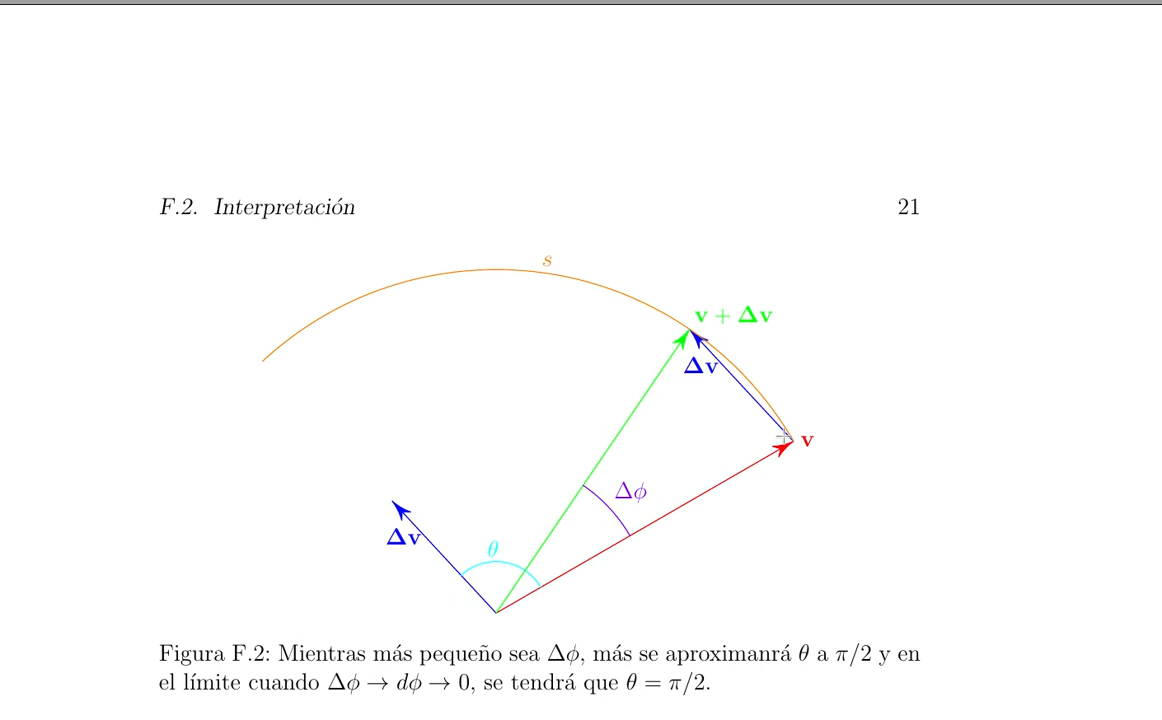 F.2. Interpretación 21
s
v + Δv
Δv
v
Δϕ
Δv
θ
Figura F.2: Mientras más pequeño sea Δϕ, más se aproximanrá θ a π/2 y en
el límite cuando Δϕ → dϕ → 0, se tendrá que θ = π/2.